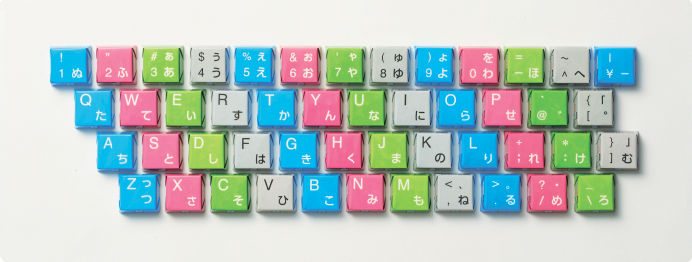 ! 1 ぬ " 2 ふ # ぁ 3 あ $ ぅ 4 う % ぇ 5 え & ぉ 6 お ' ゃ 7 や ( ゅ 8 ゆ ) ょ 9 よ を 0 わ = - ほ ~ ^ へ | ¥ ー
Q た W て E い R す T か Y ん U な I に O ら P せ ` @ ゛ { 「 [ ゜
A ち S と D し F は G き H く J ま K の L り + ; れ * : け } 」 ] む
Z っ つ X さ C そ V ひ B こ N み M も < 、 , ね > 。 . る ? ・ / め _ \ ろ